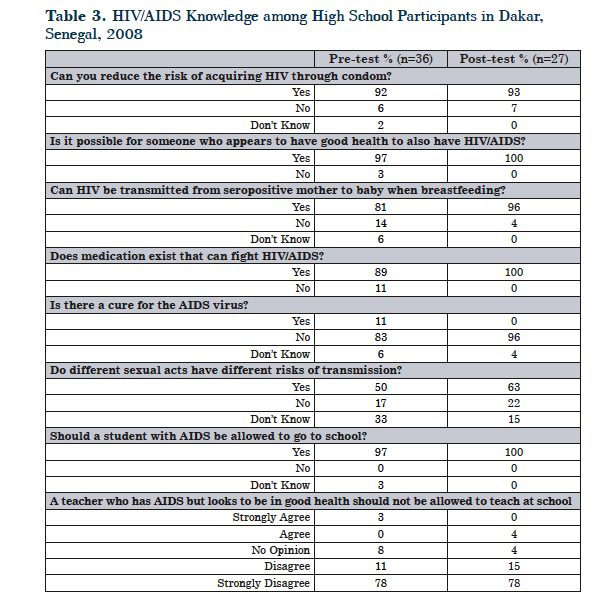 Table 3. HIV/AIDS Knowledge among High School Participants in Dakar,
Senegal, 2008
Pre-test % (n=36) Post-test % (n=27)
Can you reduce the risk of acquiring HIV through condom?
Yes 92 93
No 6 7
Don't Know 2 0
Is it possible for someone who appears to have good health to also have HIV/AIDS?
Yes 97 100
No 3 0
Can HIV be transmitted from seropositive mother to baby when breastfeeding?
Yes 81 96
No 14 4
Don't Know 6 0
Does medication exist that can fight HIV/AIDS?
Yes 89 100
No 11 0
Is there a cure for the AIDS virus?
Yes 11 0
No 83 96
Don't Know 6 4
Do different sexual acts have different risks of transmission?
Yes 50 63
No 17 22
Don't Know 33 15
Should a student with AIDS be allowed to go to school?
Yes 97 100
No 0 0
Don't Know 3 0
A teacher who has AIDS but looks to be in good health should not be allowed to teach at school
Strongly Agree 3 0
Agree 0 4
No Opinion 8 4
Disagree 11 15
Strongly Disagree 78 78